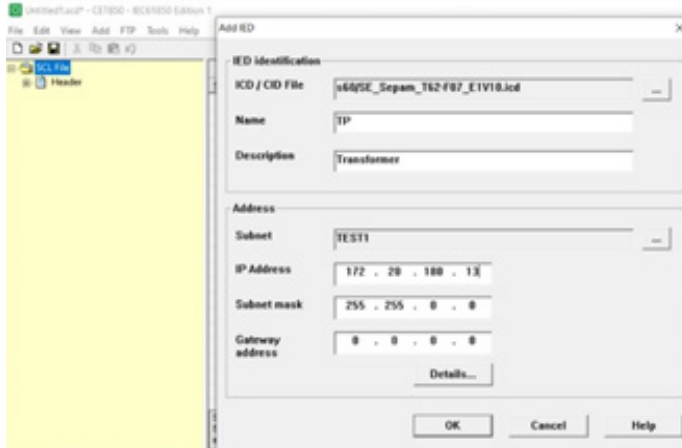 Untitled1.scd* - CET850 - IEC61850 Edition 1
File Edit View Add FTP Tools Help
SCL File
Header
Add IED
IED identification
ICD / CID File
s60/SE_Sepam_T62-F07_E1V10.icd
...
Name
TP
Description
Transformer
Address
Subnet
TEST1
...
IP Address
172 . 20 . 180 . 13
Subnet mask
255 . 255 . 0 . 0
Gateway
address
0 . 0 . 0 . 0
Details...
OK Cancel Help